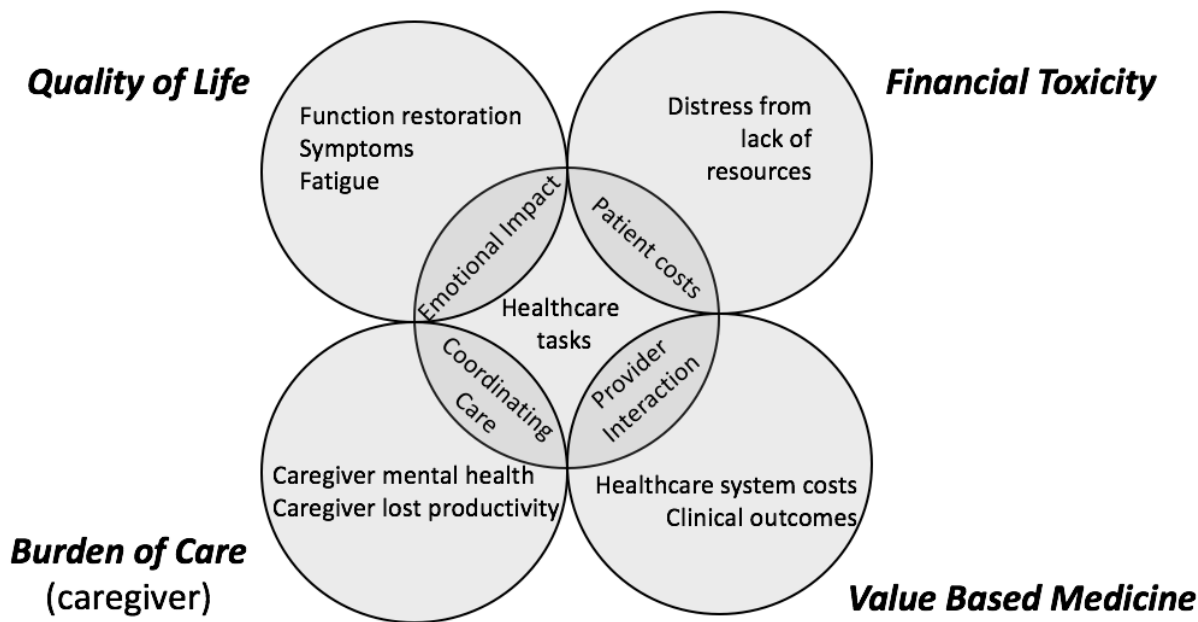 Quality of Life
Financial Toxicity
Function restoration
Symptoms
Fatigue
Distress from
lack of
resources
Emotional Impact
Patient costs
Healthcare
tasks
Coordinating
Care
Provider
Interaction
Caregiver mental health
Caregiver lost productivity
Healthcare system costs
Clinical outcomes
Burden of Care
(caregiver)
Value Based Medicine